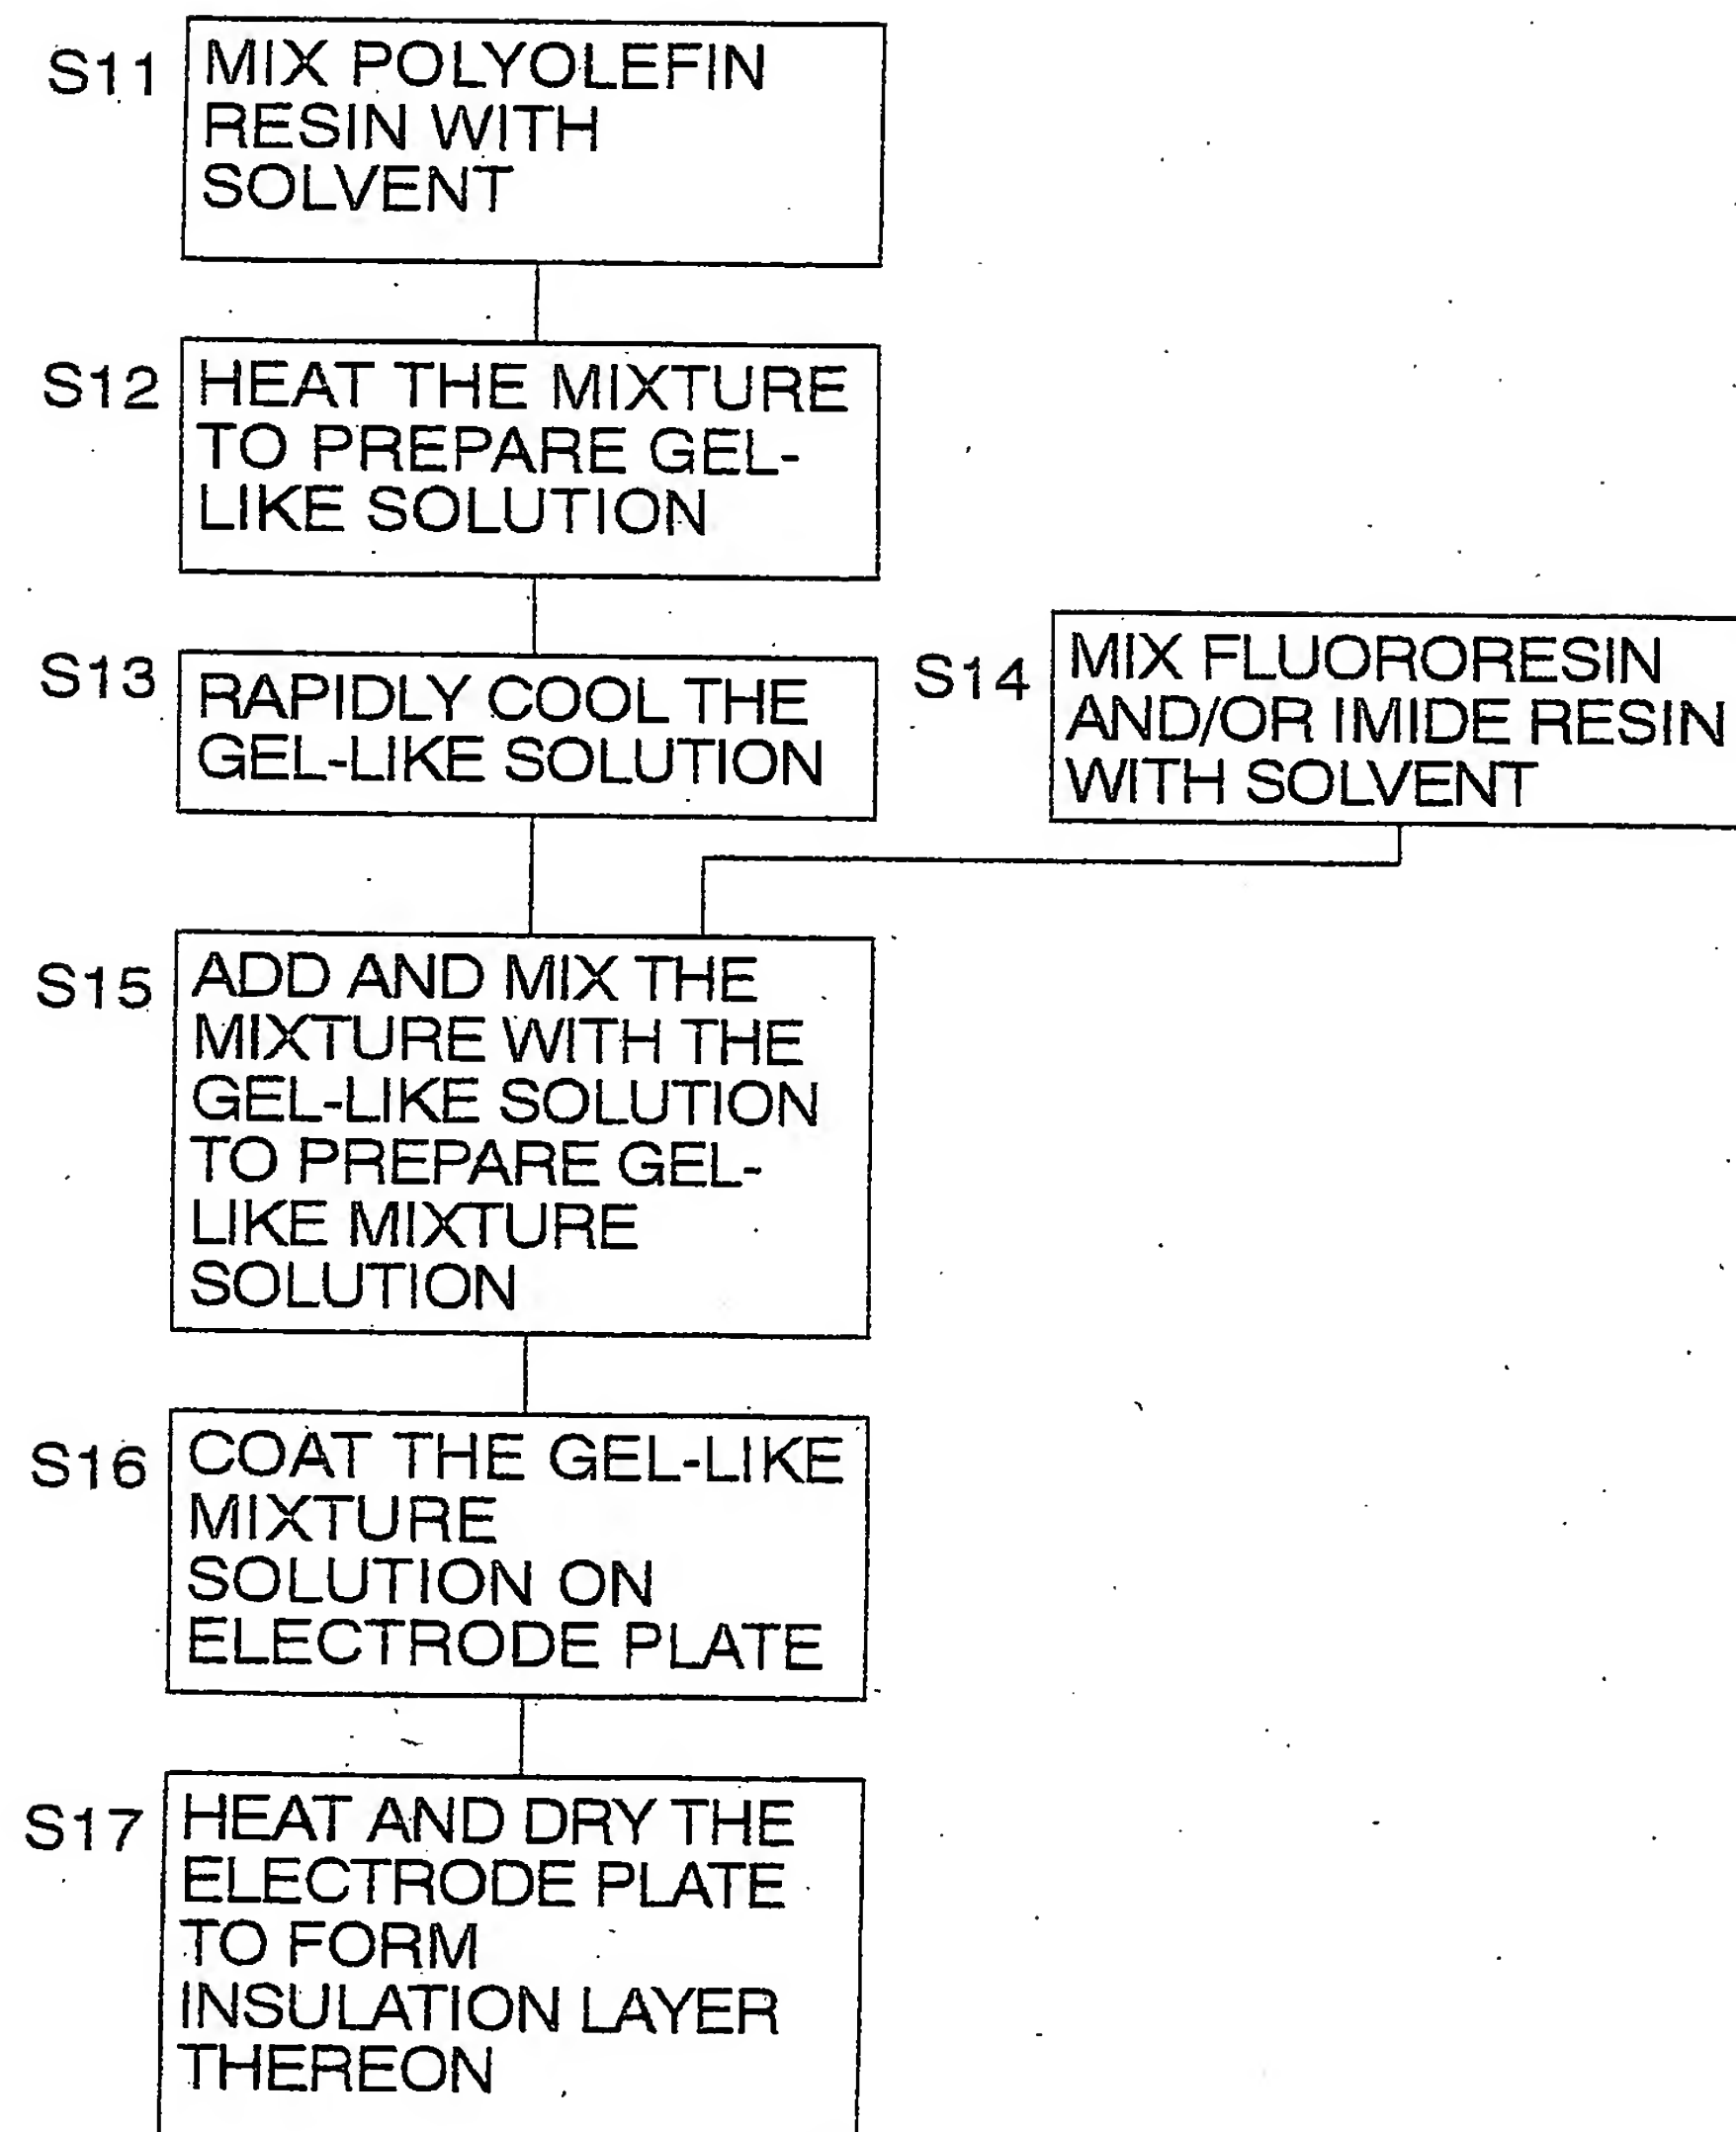 S11
MIX POLYOLEFIN
RESIN WITH
SOLVENT
S12
HEAT THE MIXTURE
TO PREPARE GEL-
LIKE SOLUTION
S13
RAPIDLY COOL THE
GEL-LIKE SOLUTION
S14
MIX FLUORORESIN
AND/OR IMIDE RESIN
WITH SOLVENT
S15
ADD AND MIX THE
MIXTURE WITH THE
GEL-LIKE SOLUTION
TO PREPARE GEL-
LIKE MIXTURE
SOLUTION
S16
COAT THE GEL-LIKE
MIXTURE
SOLUTION ON
ELECTRODE PLATE
S17
HEAT AND DRY THE
ELECTRODE PLATE
TO FORM
INSULATION LAYER
THEREON